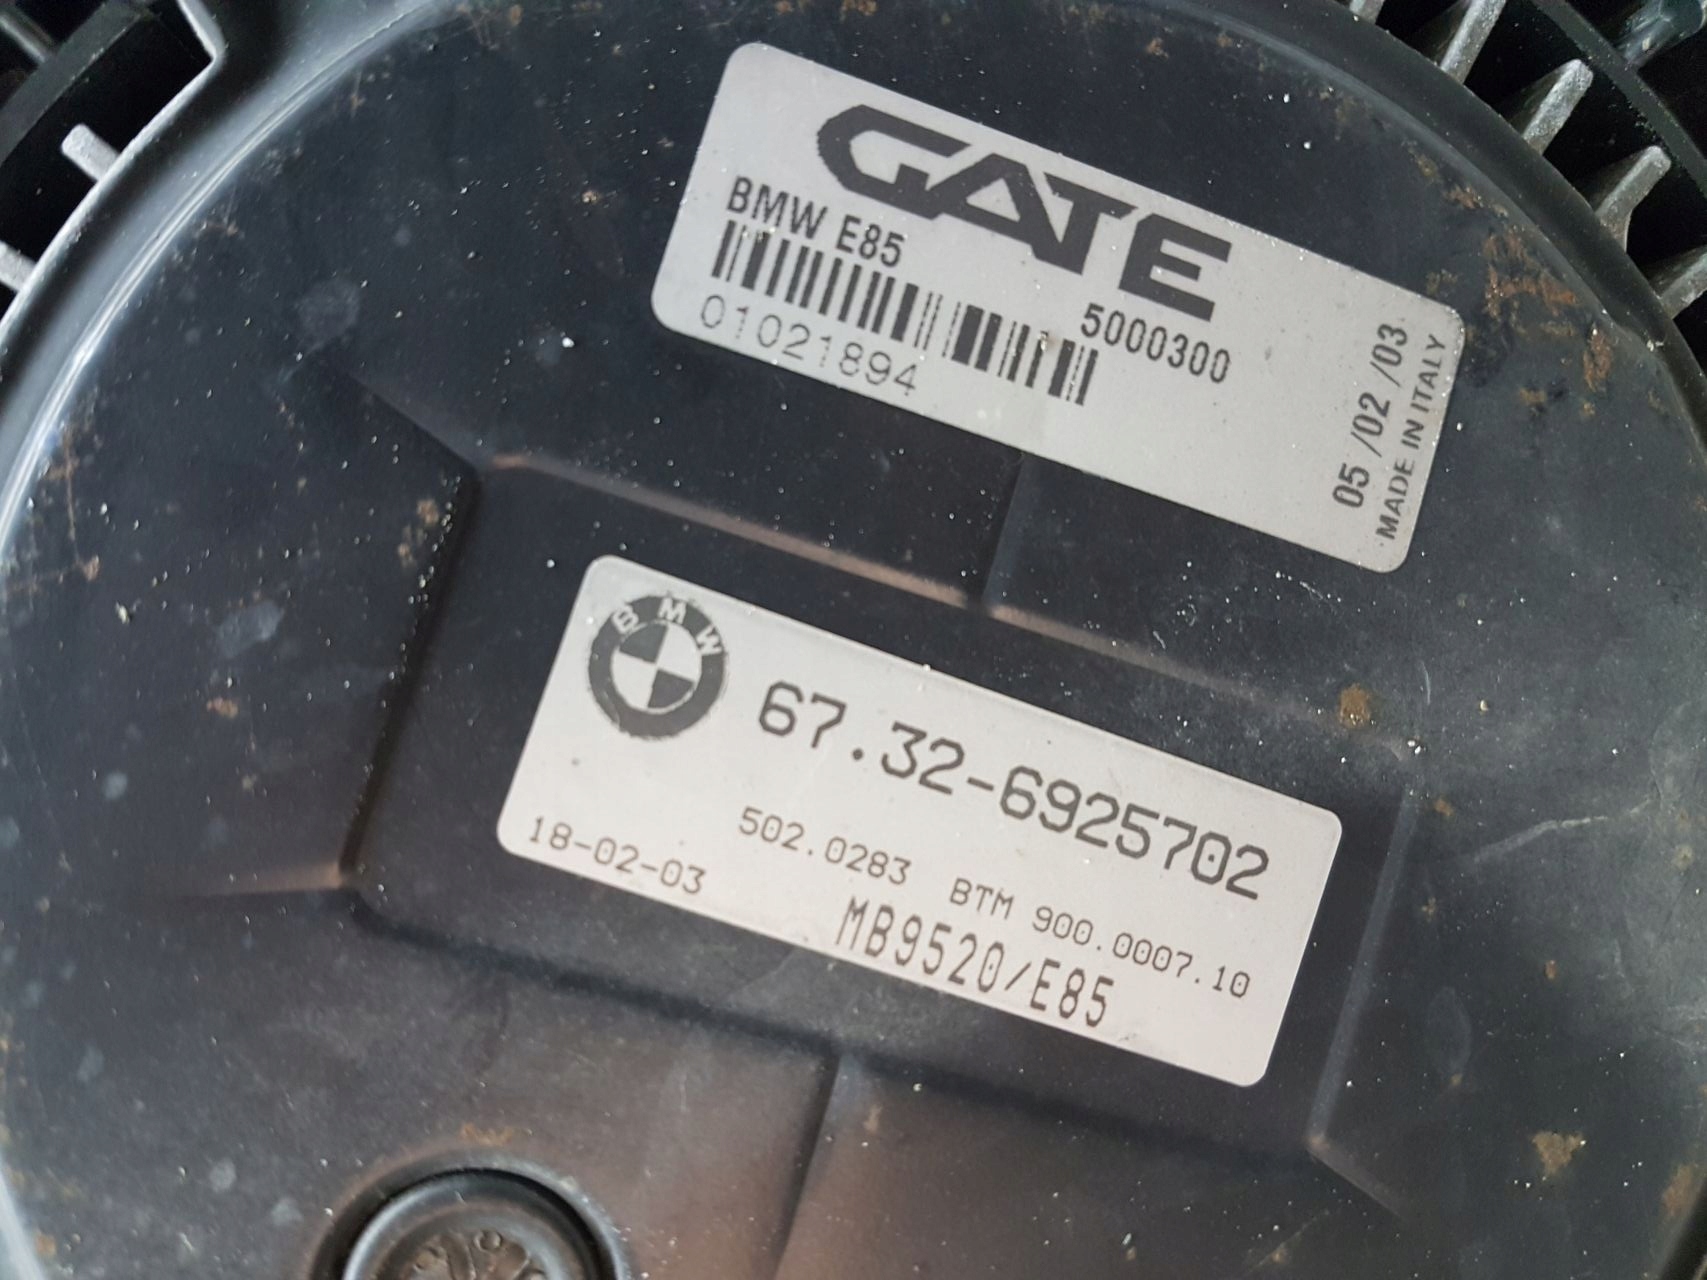 GATE
BMW E85
5000300
01021894
05 /02 /03
MADE IN ITALY
BMW
67.32-6925702
502.0283 BTM 900.0007.10
18-02-03
MB9520/E85